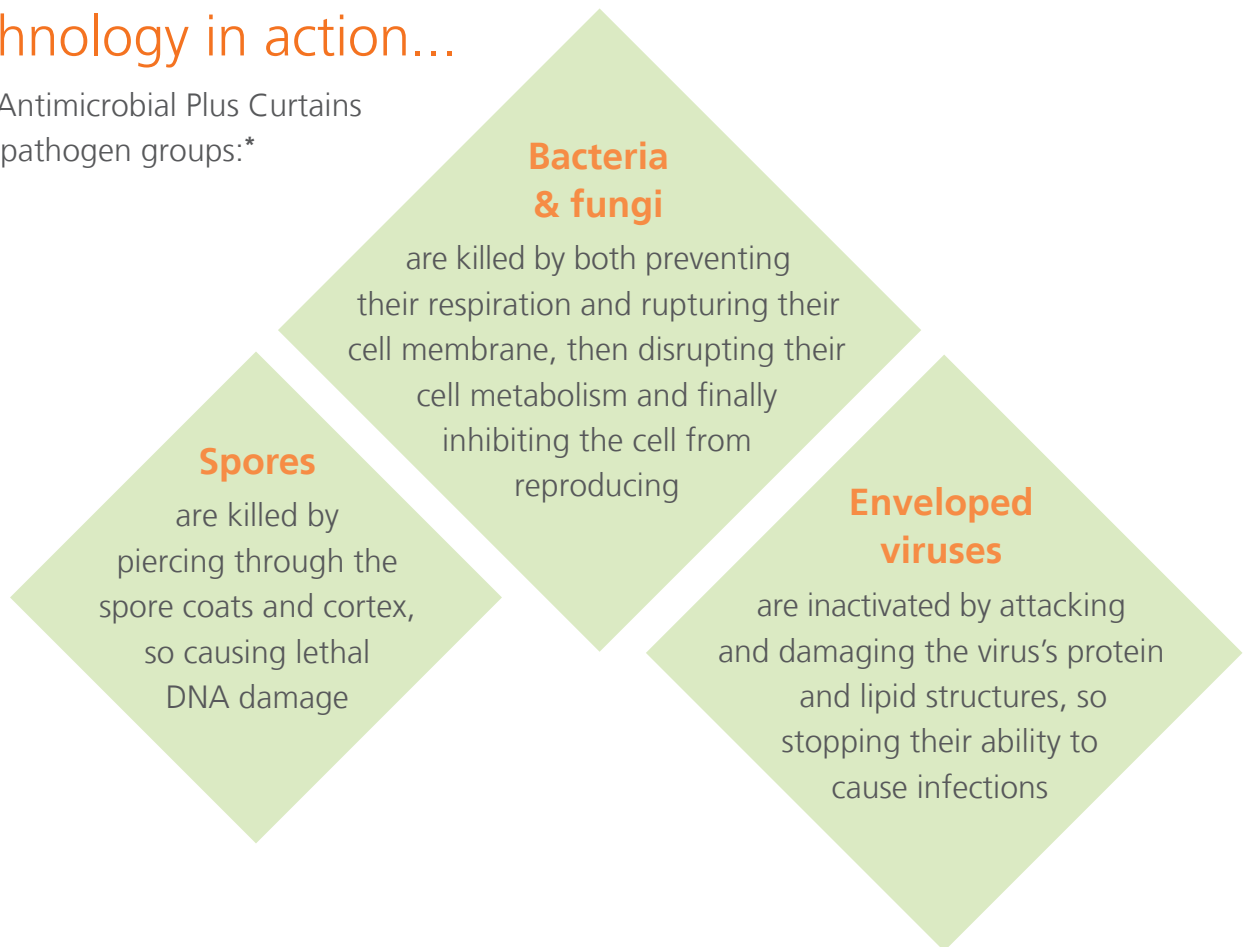 hnology in action...
Antimicrobial Plus Curtains
pathogen groups:*
Bacteria
& fungi
are killed by both preventing
their respiration and rupturing their
cell membrane, then disrupting their
cell metabolism and finally
inhibiting the cell from
reproducing
Spores
are killed by
piercing through the
spore coats and cortex,
so causing lethal
DNA damage
Enveloped
viruses
are inactivated by attacking
and damaging the virus's protein
and lipid structures, so
stopping their ability to
cause infections